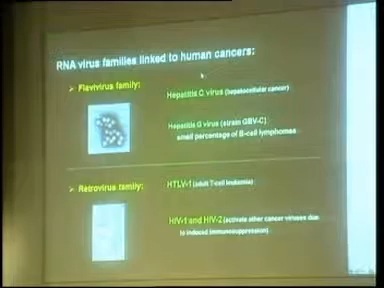 RNA virus families linked to human cancers:
➢ Flavivirus family:
Hepatitis C virus (hepatocellular cancer)
Hepatitis G virus (strain GBV-C)
small percentage of B-cell lymphomas
➢ Retrovirus family:
HTLV-1 (adult T-cell leukemia)
HIV-1 and HIV-2 (activate other cancer viruses due
to induced immunosuppression)